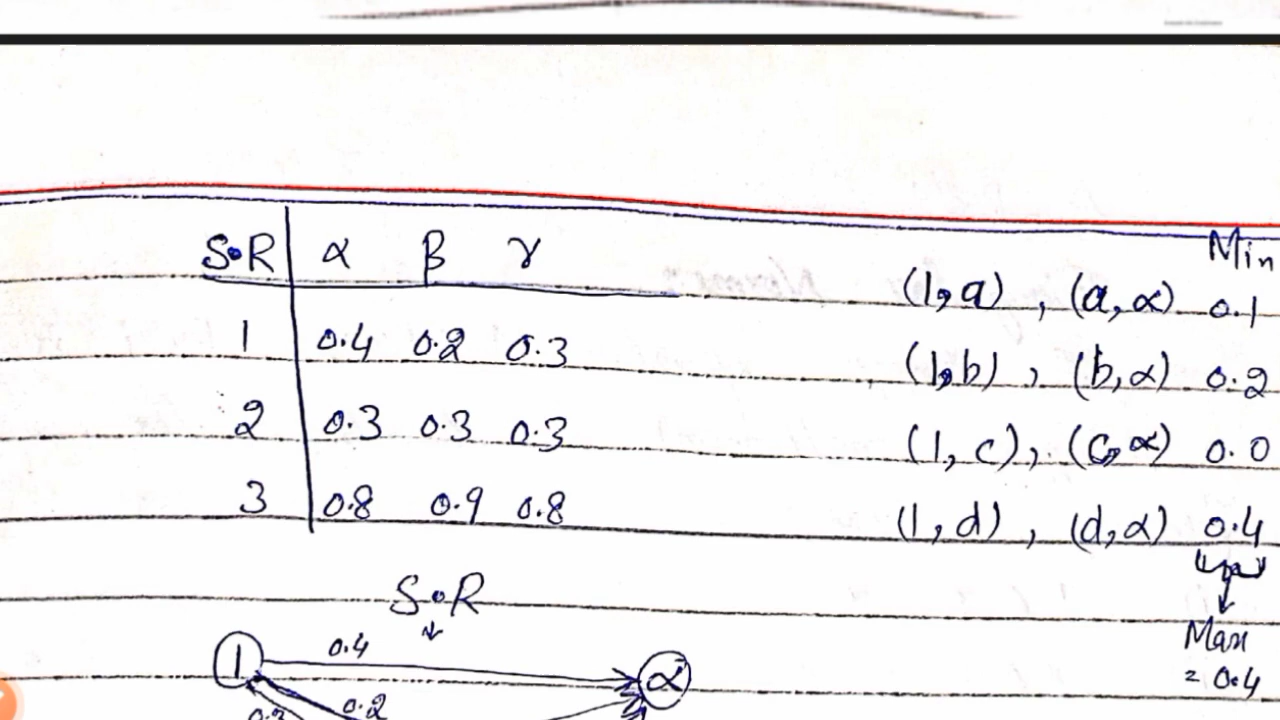 S•R α β γ
1 0.4 0.2 0.3
2 0.3 0.3 0.3
3 0.8 0.9 0.8
Min
(1,a) , (a,α) 0.1
(1,b) , (b,α) 0.2
(1,c), (c,α) 0.0
(1,d) , (d,α) 0.4
Max
= 0.4
S•R
1 0.4 α
0.2